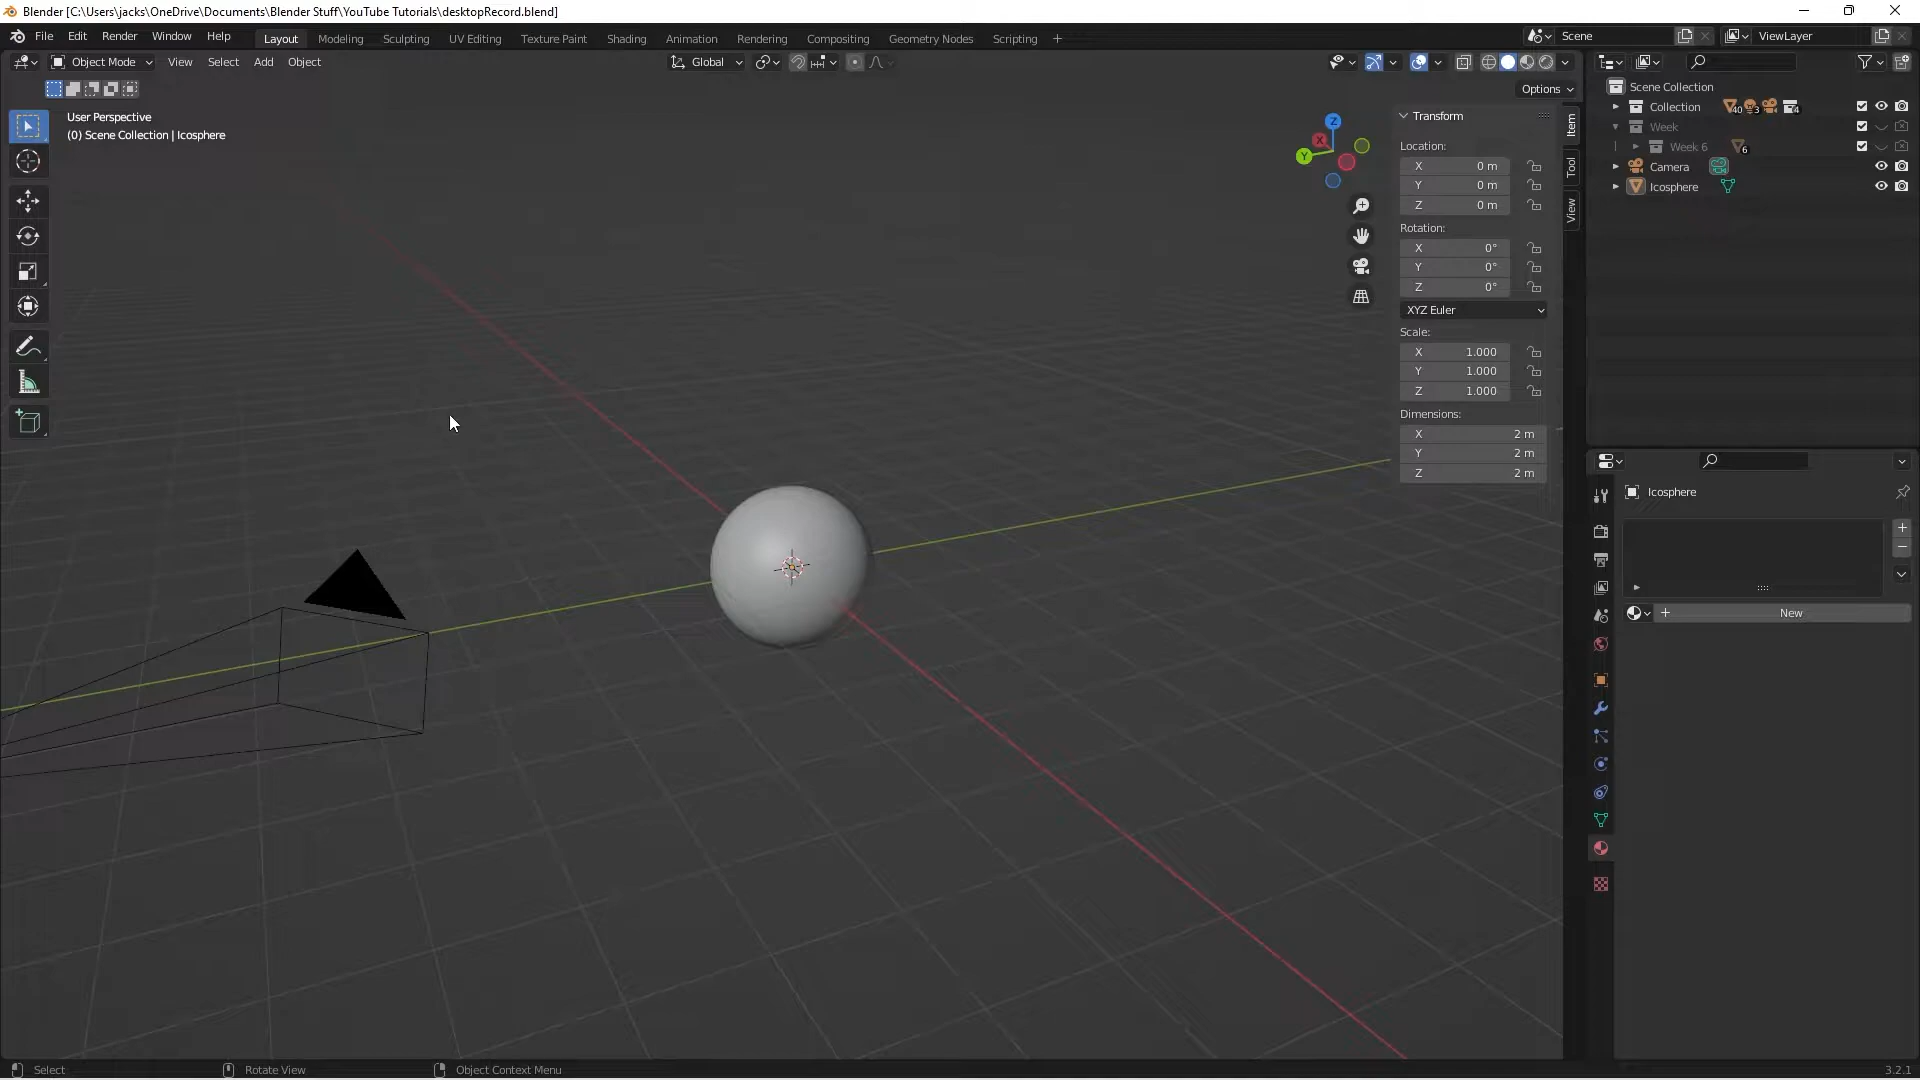 Blender [C:\Users\jacks\OneDrive\Documents\Blender Stuff\YouTube Tutorials\desktopRecord.blend]
File Edit Render Window Help Layout Modeling Sculpting UV Editing Texture Paint Shading Animation Rendering Compositing Geometry Nodes Scripting + Scene ViewLayer
Object Mode View Select Add Object Global
Options
User Perspective
(0) Scene Collection | Icosphere
Transform
Location:
X 0 m
Y 0 m
Z 0 m
Rotation:
X 0°
Y 0°
Z 0°
XYZ Euler
Scale:
X 1.000
Y 1.000
Z 1.000
Dimensions:
X 2 m
Y 2 m
Z 2 m
Item
Tool
View
Z
X
Y
Scene Collection
Collection 40 3 4
Week
Week 6 6
Camera
Icosphere
Icosphere
+
−
+ New
Select Rotate View Object Context Menu 3.2.1